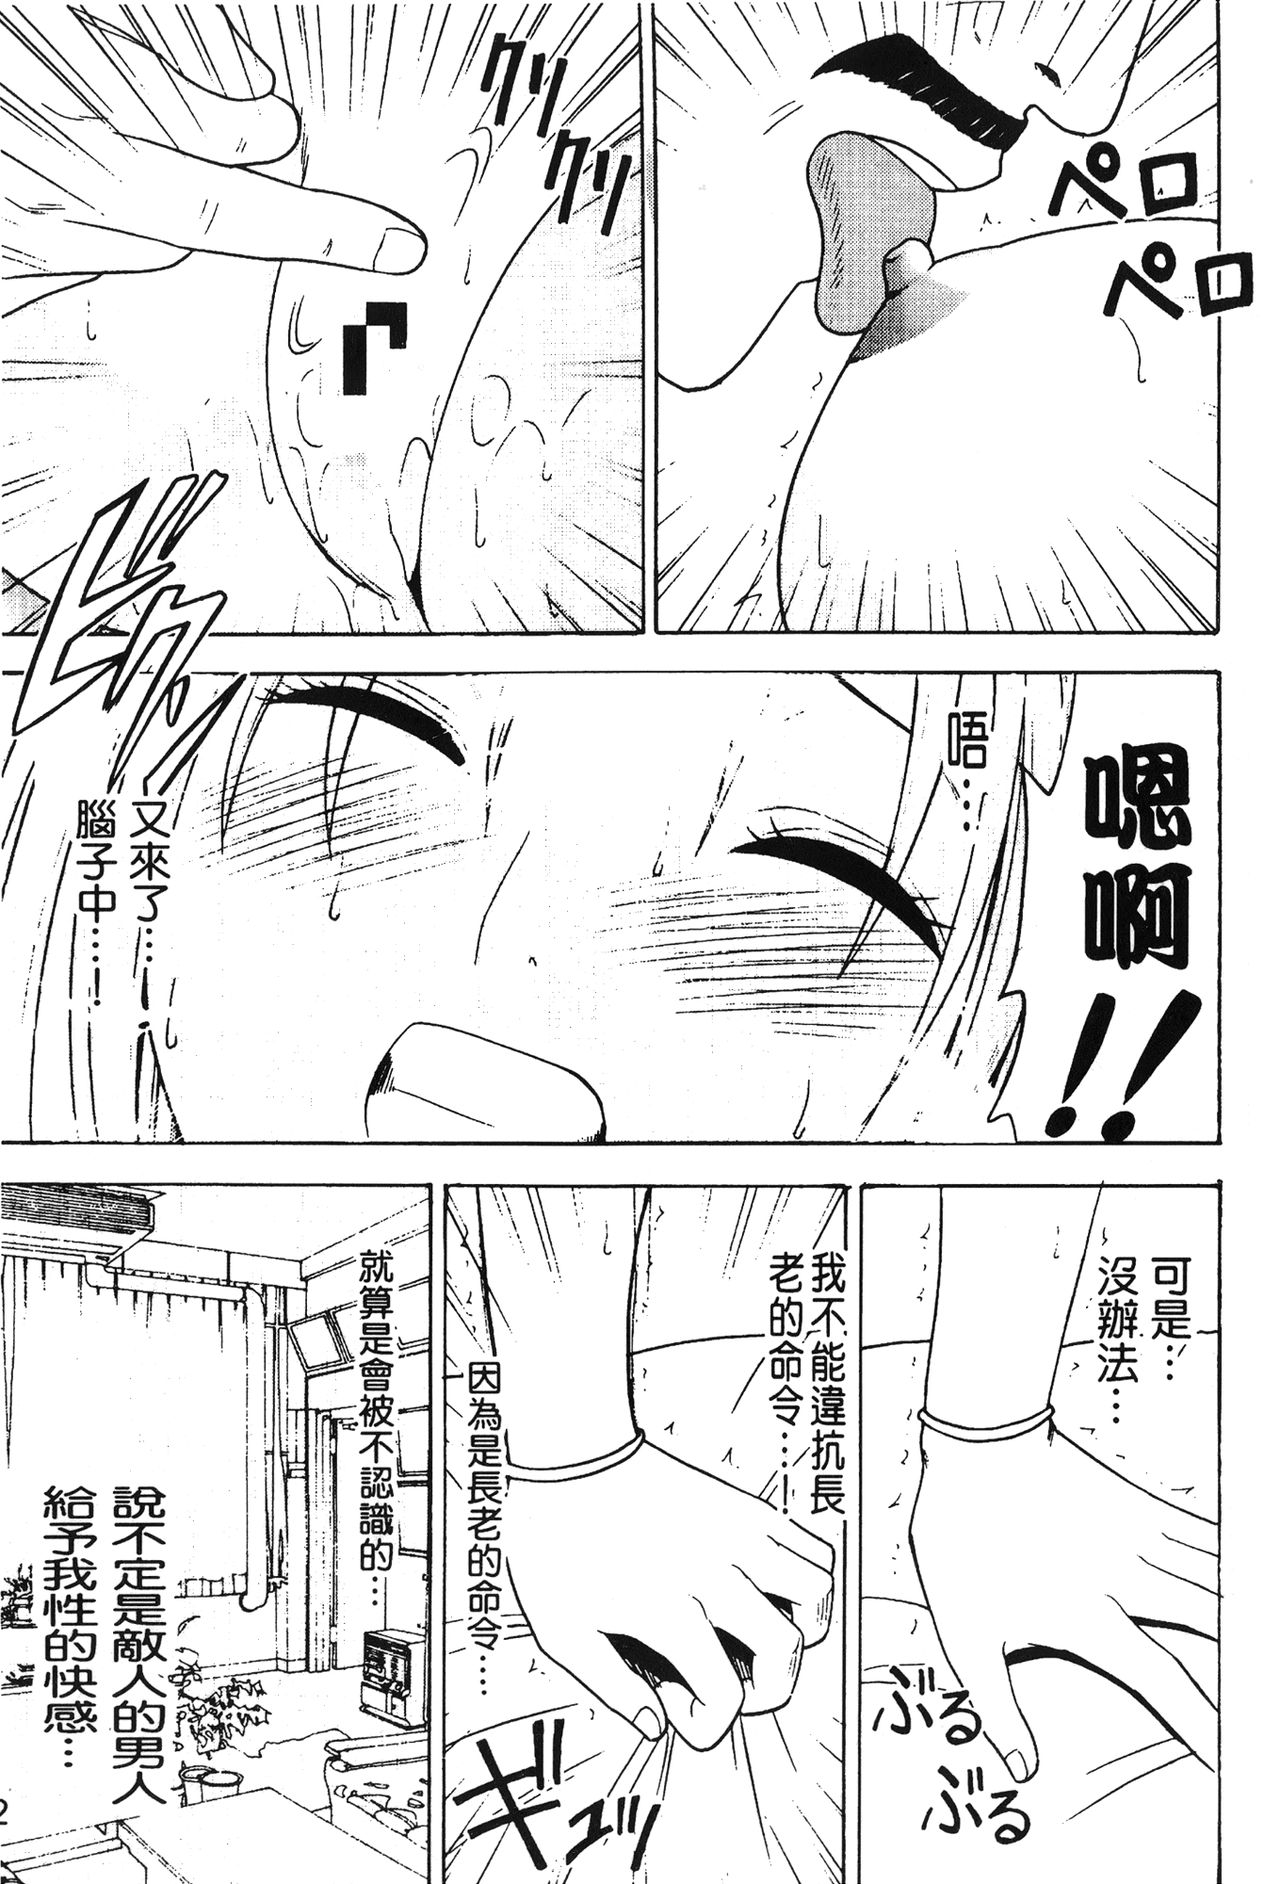 ペロ
ペロ
クリ
クリ
ビクッ
嗯啊!!
唔…
又來了……!
腦子中……!
可是…
沒辦法…
ぶる
ぶる
我不能違抗長
老的命令……!
因為是長老的命令……
ギュッ
就算是會被不認識的…
說不定是敵人的男人
給予我性的快感…
2